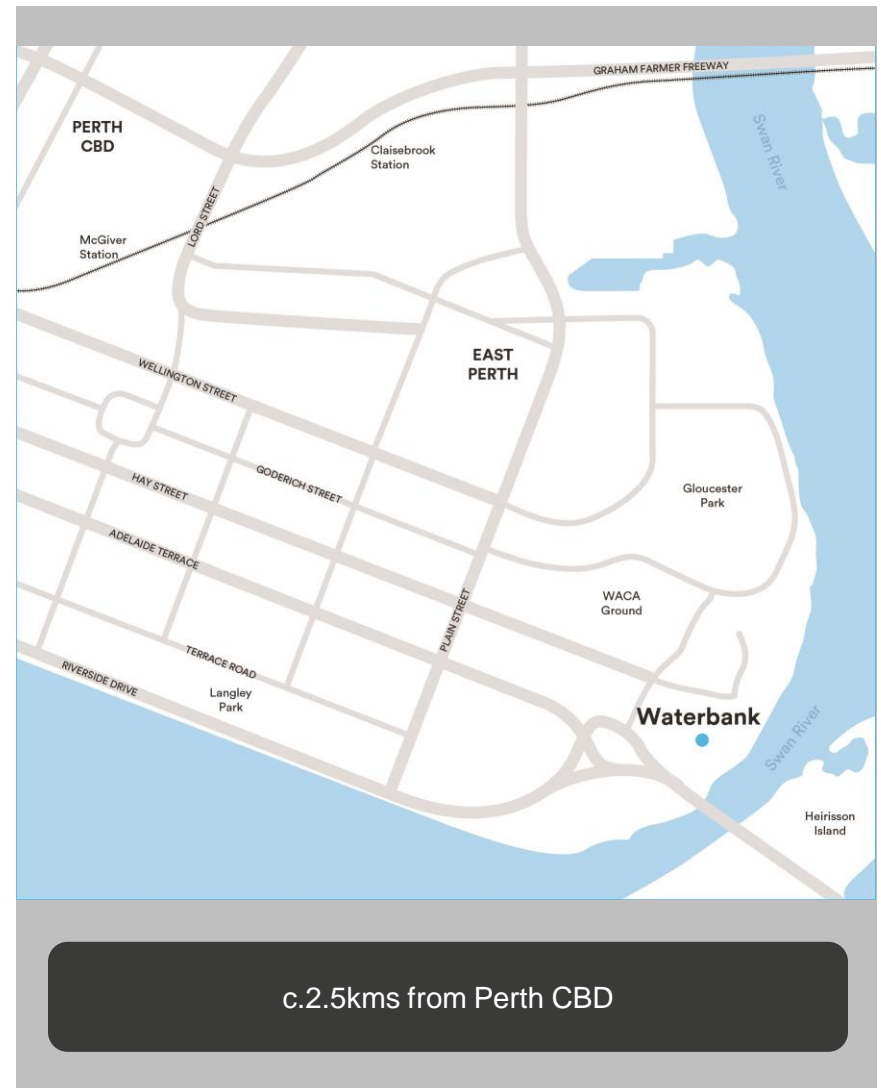 GRAHAM FARMER FREEWAY
Swan River
PERTH
CBD
Claisebrook
Station
LORD STREET
McGiver
Station
EAST
PERTH
WELLINGTON STREET
GODERICH STREET
HAY STREET
Gloucester
Park
ADELAIDE TERRACE
WACA
Ground
PLAIN STREET
TERRACE ROAD
RIVERSIDE DRIVE
Langley
Park
Waterbank
Swan River
Heirisson
Island
c.2.5kms from Perth CBD